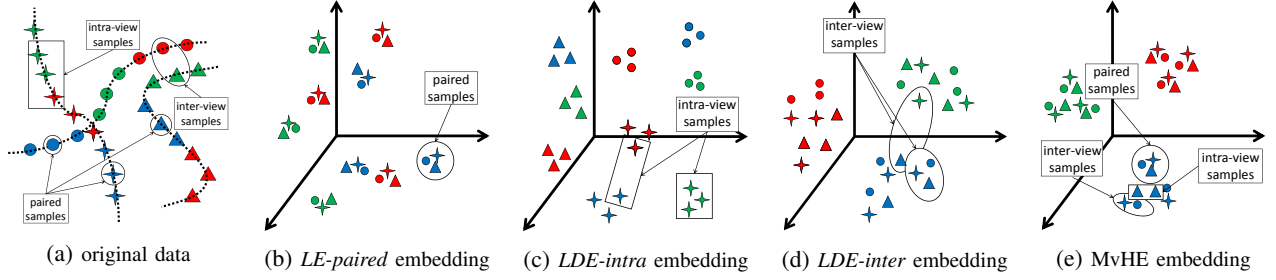 intra-view
samples
inter-view
samples
paired
samples
(a) original data
paired
samples
(b) LE-paired embedding
intra-view
samples
(c) LDE-intra embedding
inter-view
samples
(d) LDE-inter embedding
paired
samples
inter-view
samples
intra-view
samples
(e) MvHE embedding